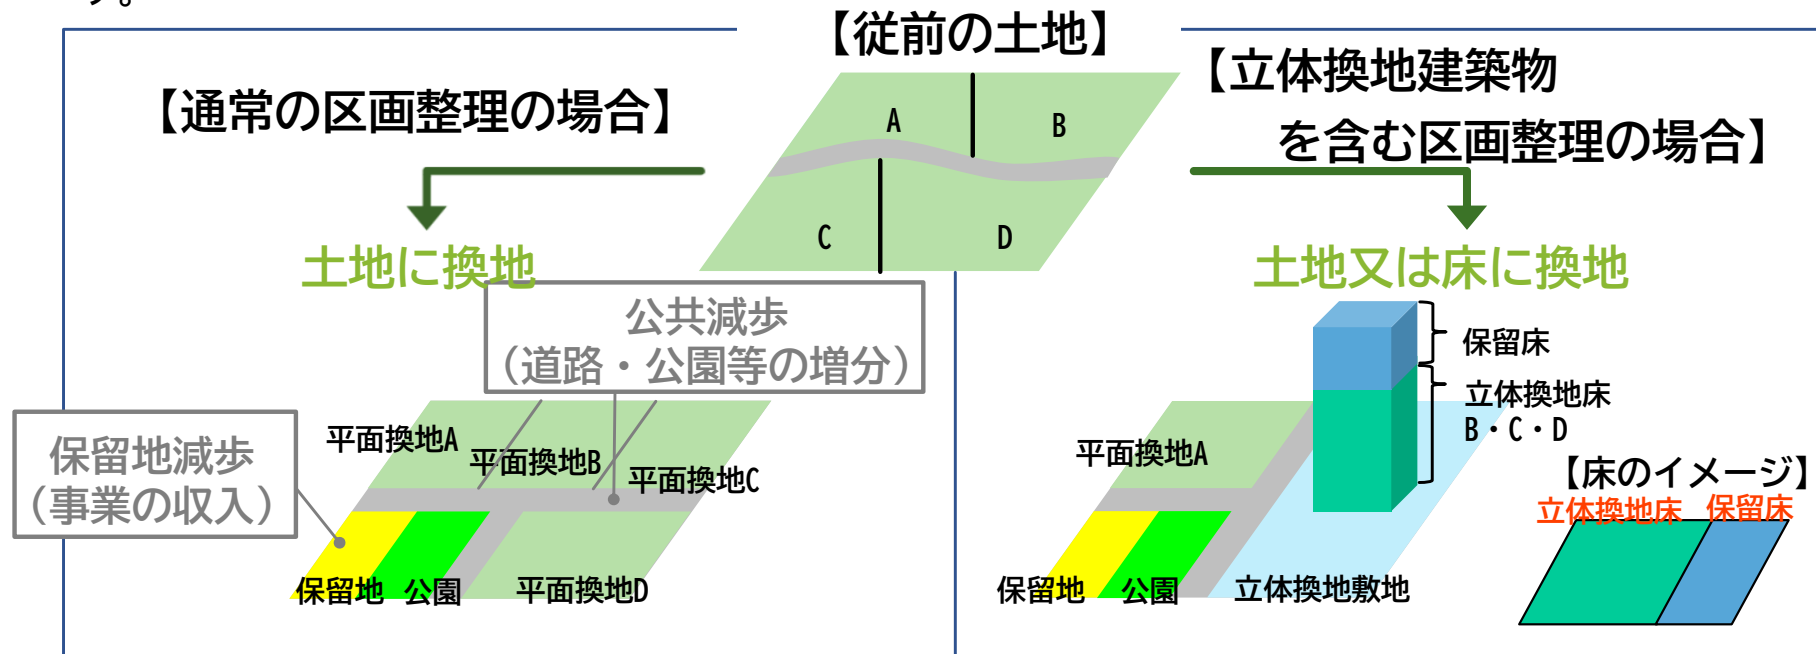 す。
【従前の土地】
【通常の区画整理の場合】
【立体換地建築物
を含む区画整理の場合】
A
B
C
D
土地に換地
土地又は床に換地
公共減歩
（道路・公園等の増分）
保留地減歩
（事業の収入）
平面換地A
平面換地B
平面換地C
保留地
公園
平面換地D
保留床
立体換地床
B・C・D
平面換地A
保留地
公園
立体換地敷地
【床のイメージ】
立体換地床
保留床